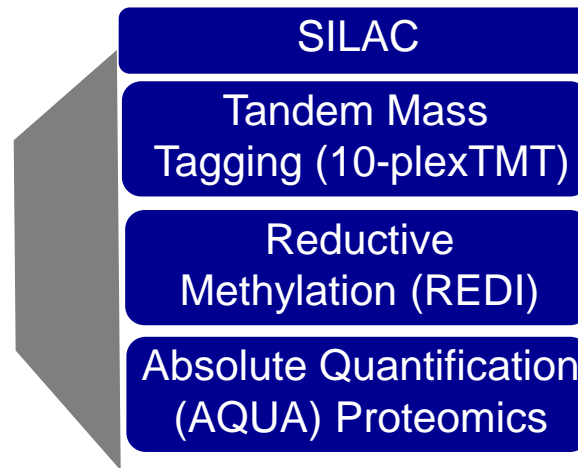 SILAC
Tandem Mass
Tagging (10-plexTMT)
Reductive
Methylation (REDI)
Absolute Quantification
(AQUA) Proteomics